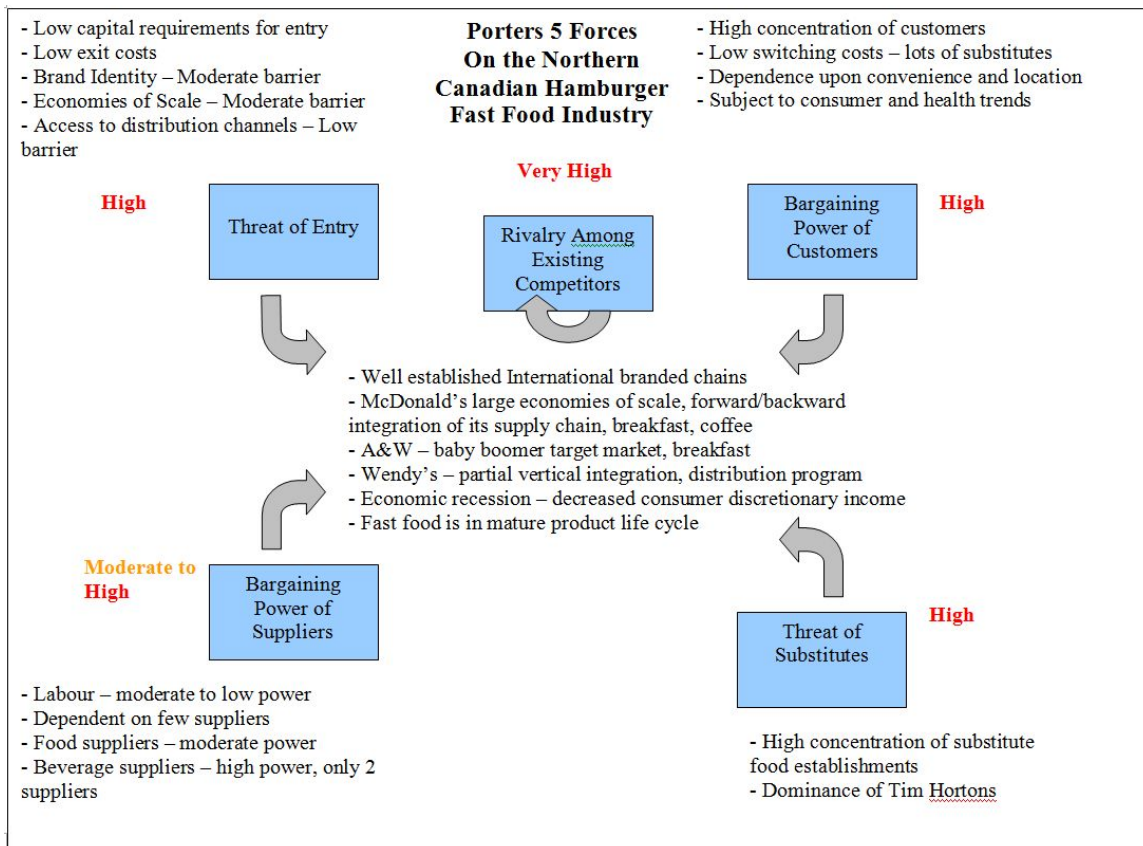 - Low capital requirements for entry
- Low exit costs
- Brand Identity – Moderate barrier
- Economies of Scale – Moderate barrier
- Access to distribution channels – Low
barrier
Porters 5 Forces
On the Northern
Canadian Hamburger
Fast Food Industry
- High concentration of customers
- Low switching costs – lots of substitutes
- Dependence upon convenience and location
- Subject to consumer and health trends
High
Threat of Entry
Very High
Rivalry Among
Existing
Competitors
Bargaining
Power of
Customers
High
- Well established International branded chains
- McDonald's large economies of scale, forward/backward
integration of its supply chain, breakfast, coffee
- A&W – baby boomer target market, breakfast
- Wendy's – partial vertical integration, distribution program
- Economic recession – decreased consumer discretionary income
- Fast food is in mature product life cycle
Moderate to
High
Bargaining
Power of
Suppliers
Threat of
Substitutes
High
- Labour – moderate to low power
- Dependent on few suppliers
- Food suppliers – moderate power
- Beverage suppliers – high power, only 2
suppliers
- High concentration of substitute
food establishments
- Dominance of Tim Hortons